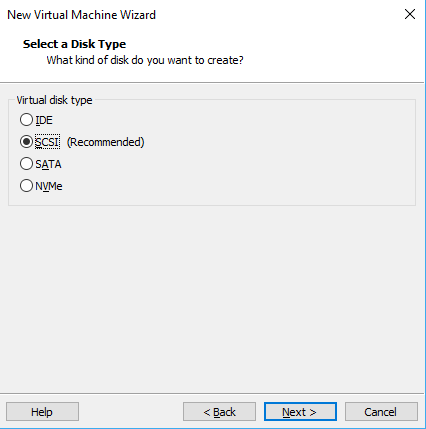 New Virtual Machine Wizard
Select a Disk Type
What kind of disk do you want to create?
Virtual disk type
IDE
SCSI (Recommended)
SATA
NVMe
Help
< Back
Next >
Cancel